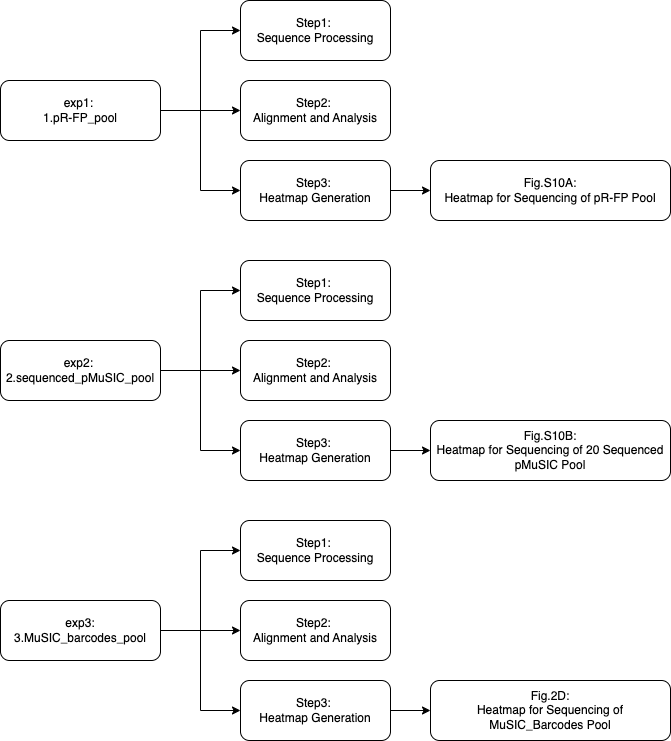 Step1:
Sequence Processing
exp1:
1.pR-FP_pool
Step2:
Alignment and Analysis
Step3:
Heatmap Generation
Fig.S10A:
Heatmap for Sequencing of pR-FP Pool
Step1:
Sequence Processing
exp2:
2.sequenced_pMuSIC_pool
Step2:
Alignment and Analysis
Step3:
Heatmap Generation
Fig.S10B:
Heatmap for Sequencing of 20 Sequenced
pMuSIC Pool
Step1:
Sequence Processing
exp3:
3.MuSIC_barcodes_pool
Step2:
Alignment and Analysis
Step3:
Heatmap Generation
Fig.2D:
Heatmap for Sequencing of
MuSIC_Barcodes Pool